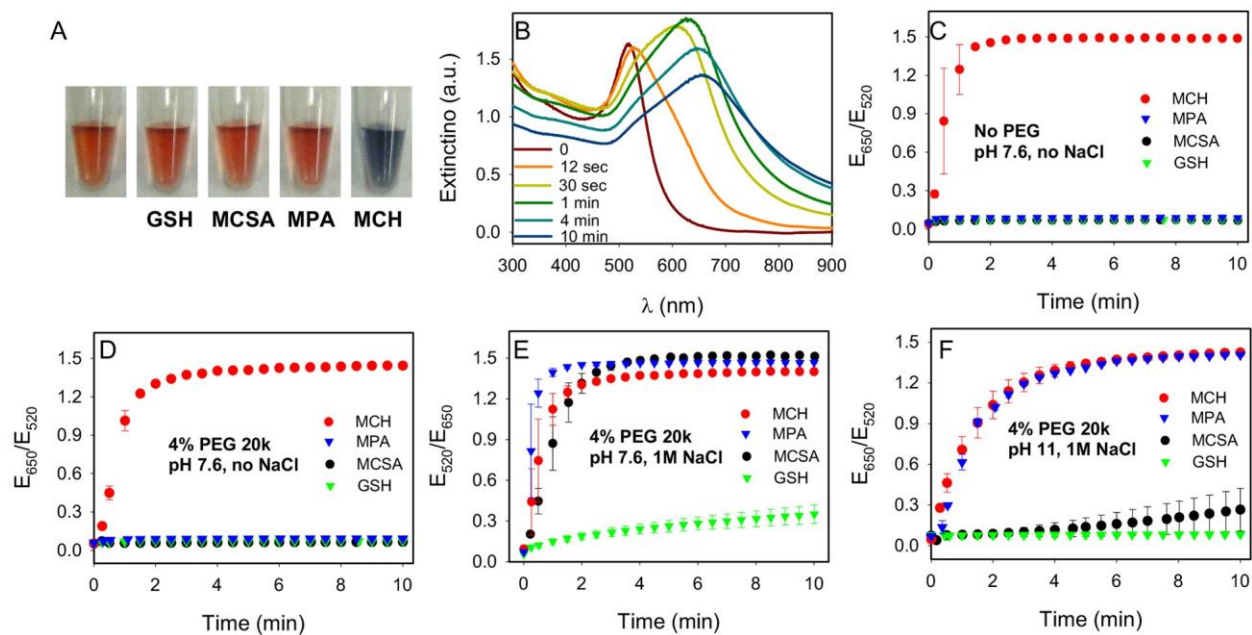 A
GSH MCSA MPA MCH
B
Extinctino (a.u.)
1.5
1.0
0.5
0.0
0
12 sec
30 sec
1 min
4 min
10 min
300 400 500 600 700 800 900
λ (nm)
C
E650/E520
1.5
1.2
0.9
0.6
0.3
0.0
MCH
MPA
MCSA
GSH
No PEG
pH 7.6, no NaCl
0 2 4 6 8 10
Time (min)
D
E650/E520
1.5
1.2
0.9
0.6
0.3
0.0
MCH
MPA
MCSA
GSH
4% PEG 20k
pH 7.6, no NaCl
0 2 4 6 8 10
Time (min)
E
E520/E650
1.5
1.2
0.9
0.6
0.3
0.0
MCH
MPA
MCSA
GSH
4% PEG 20k
pH 7.6, 1M NaCl
0 2 4 6 8 10
Time (min)
F
E650/E520
1.5
1.2
0.9
0.6
0.3
0.0
MCH
MPA
MCSA
GSH
4% PEG 20k
pH 11, 1M NaCl
0 2 4 6 8 10
Time (min)